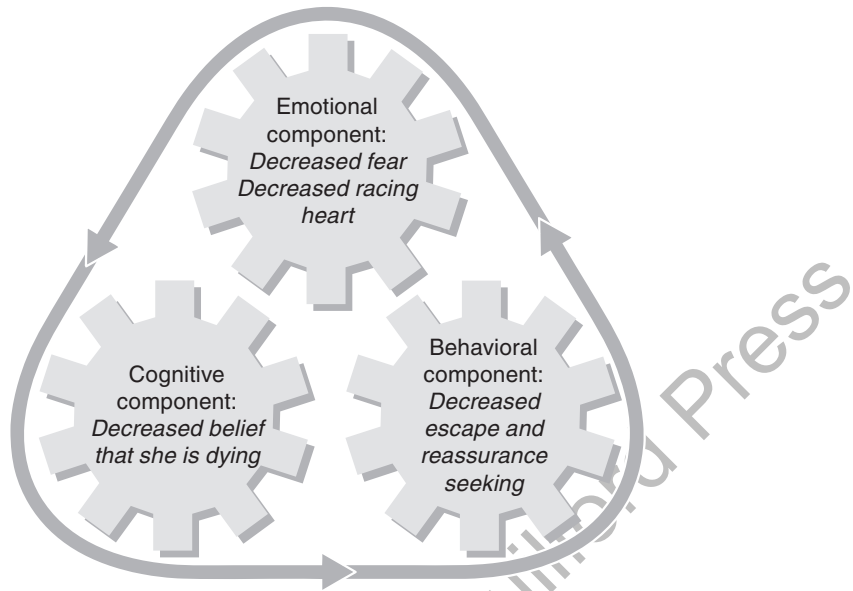 Emotional
component:
Decreased fear
Decreased racing
heart
Cognitive
component:
Decreased belief
that she is dying
Behavioral
component:
Decreased
escape and
reassurance
seeking
Press